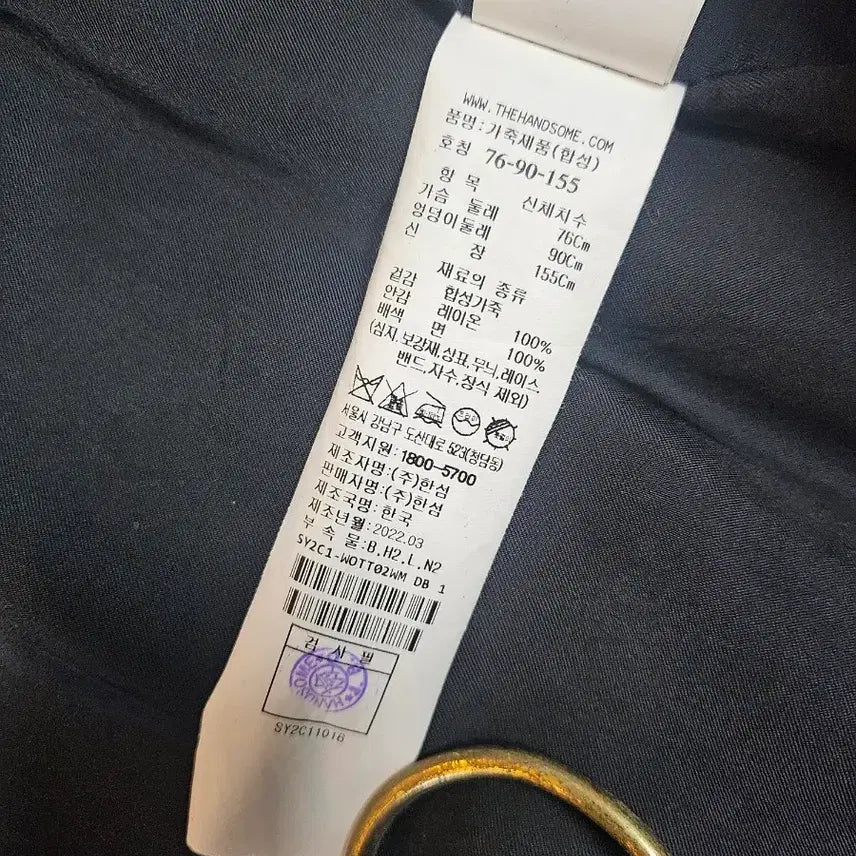 WWW.THEHANDSOME.COM
품명:가죽제품(합성)
호칭 76-90-155
항 목 신체치수
가슴 둘레 76Cm
엉덩이둘레 90Cm
신 장 155Cm
재료의 종류
겉감 합성가죽
안감 레이온 100%
배색 면 100%
(심지,보강재,상표,무늬,레이스,
밴드,자수,장식 제외)
서울시 강남구 도산대로 523(청담동)
고객지원:1800-5700
제조자명:(주)한섬
판매자명:(주)한섬
제조국명:한국
제조년월:2022.03
부 속 물:B.H2.L.N2
SY2C1-WOTT02WM DB 1
검 사 필
SY2C11016